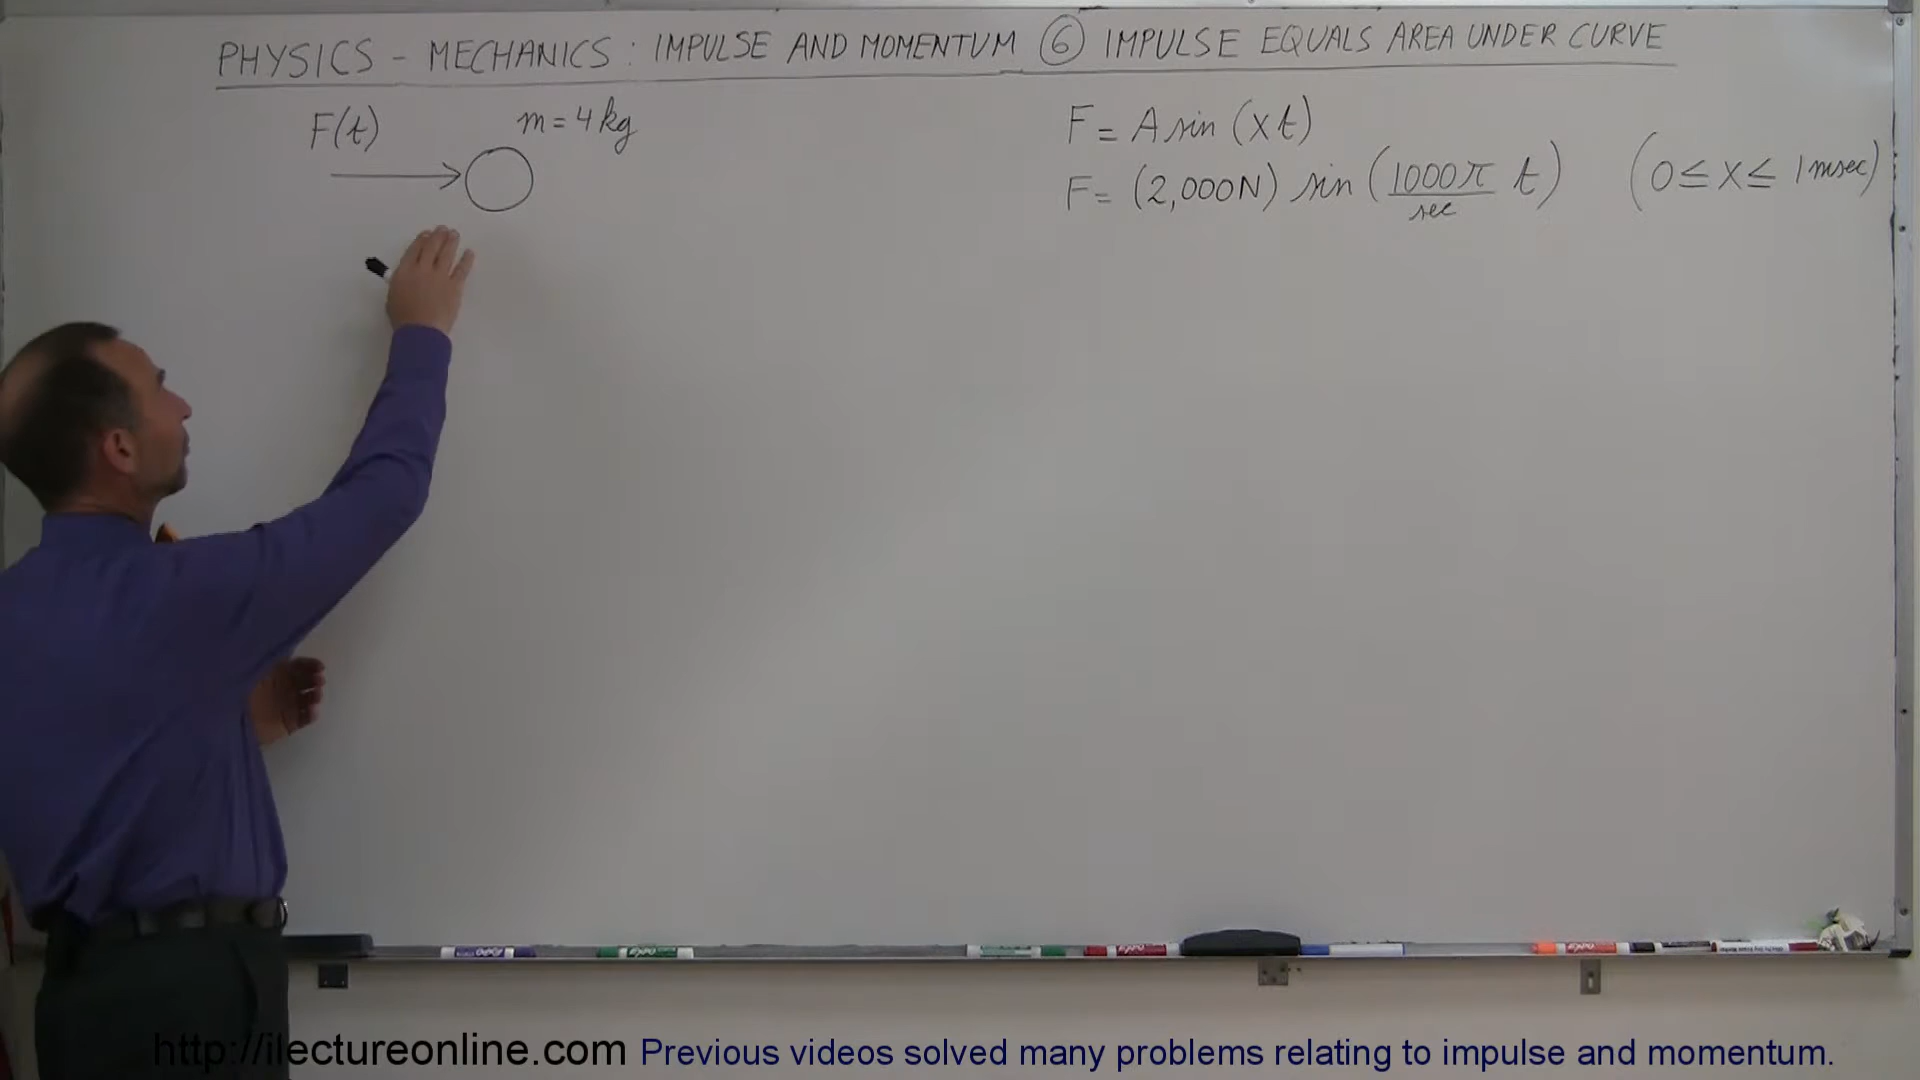 PHYSICS - MECHANICS: IMPULSE AND MOMENTUM ⑥ IMPULSE EQUALS AREA UNDER CURVE
F(t)
m = 4 kg
F = A sin (x t)
F = (2,000N) sin (1000π/sec t) (0 ≤ x ≤ 1 msec)
http://ilectureonline.com Previous videos solved many problems relating to impulse and momentum.